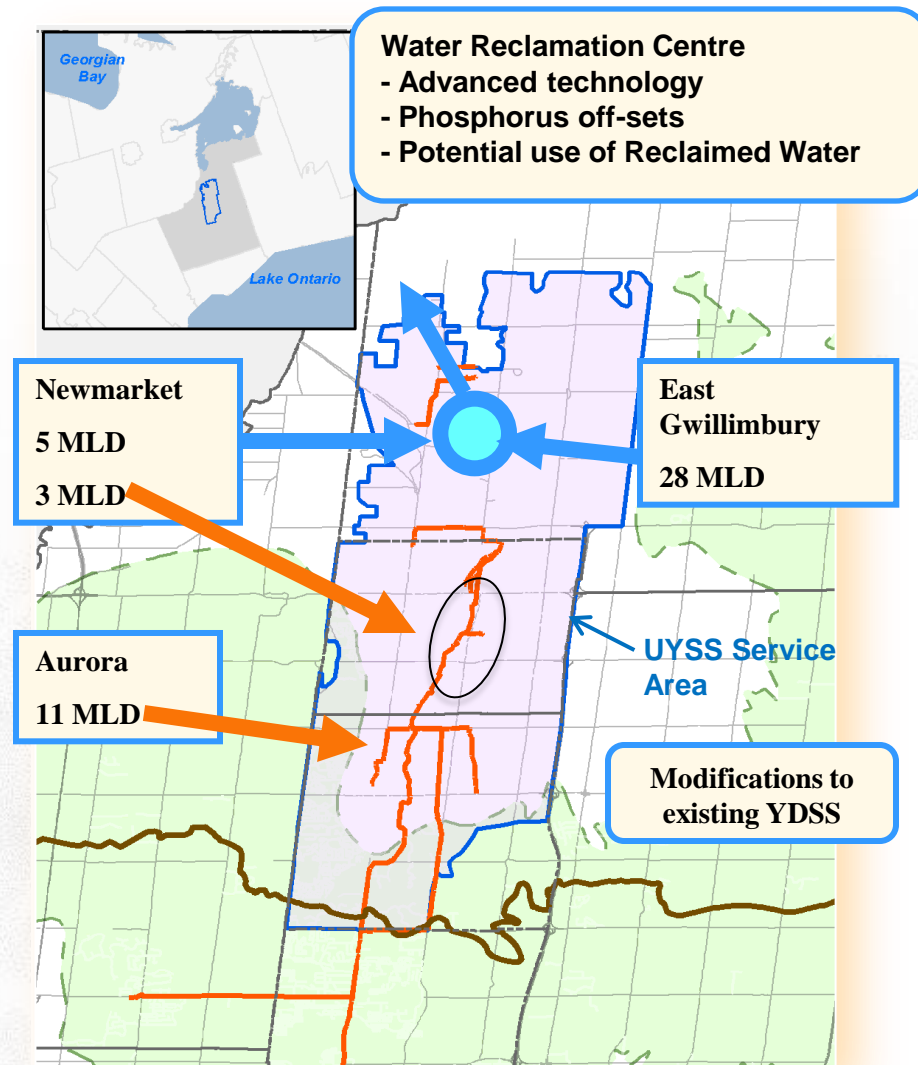 Georgian
Bay
Lake Ontario
Water Reclamation Centre
- Advanced technology
- Phosphorus off-sets
- Potential use of Reclaimed Water
Newmarket
5 MLD
3 MLD
East
Gwillimbury
28 MLD
Aurora
11 MLD
UYSS Service
Area
Modifications to
existing YDSS